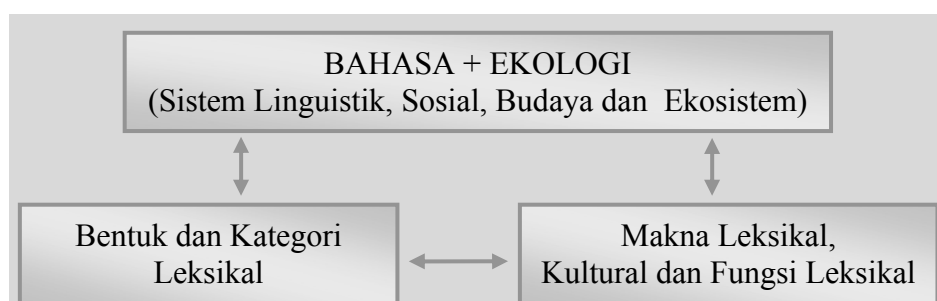 BAHASA + EKOLOGI
(Sistem Linguistik, Sosial, Budaya dan Ekosistem)
Bentuk dan Kategori
Leksikal
Makna Leksikal,
Kultural dan Fungsi Leksikal